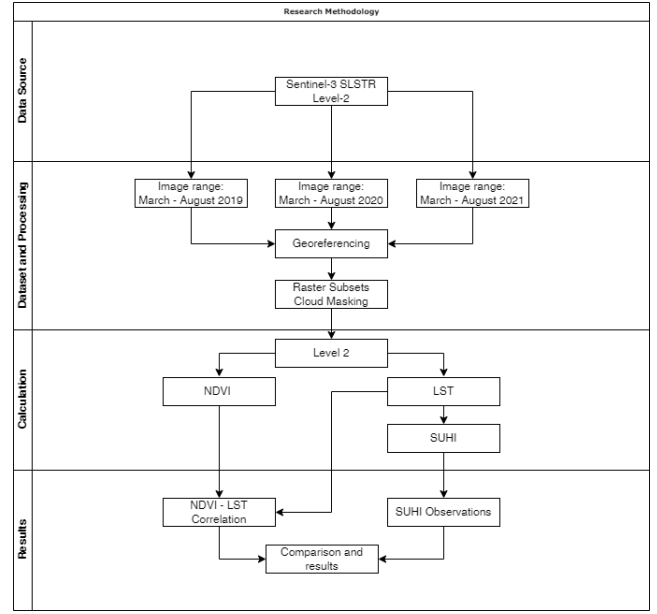 Research Methodology
Data Source
Sentinel-3 SLSTR
Level-2
Dataset and Processing
Image range:
March - August 2019
Image range:
March - August 2020
Image range:
March - August 2021
Georeferencing
Raster Subsets
Cloud Masking
Calculation
Level 2
NDVI
LST
SUHI
Results
NDVI - LST
Correlation
SUHI Observations
Comparison and
results